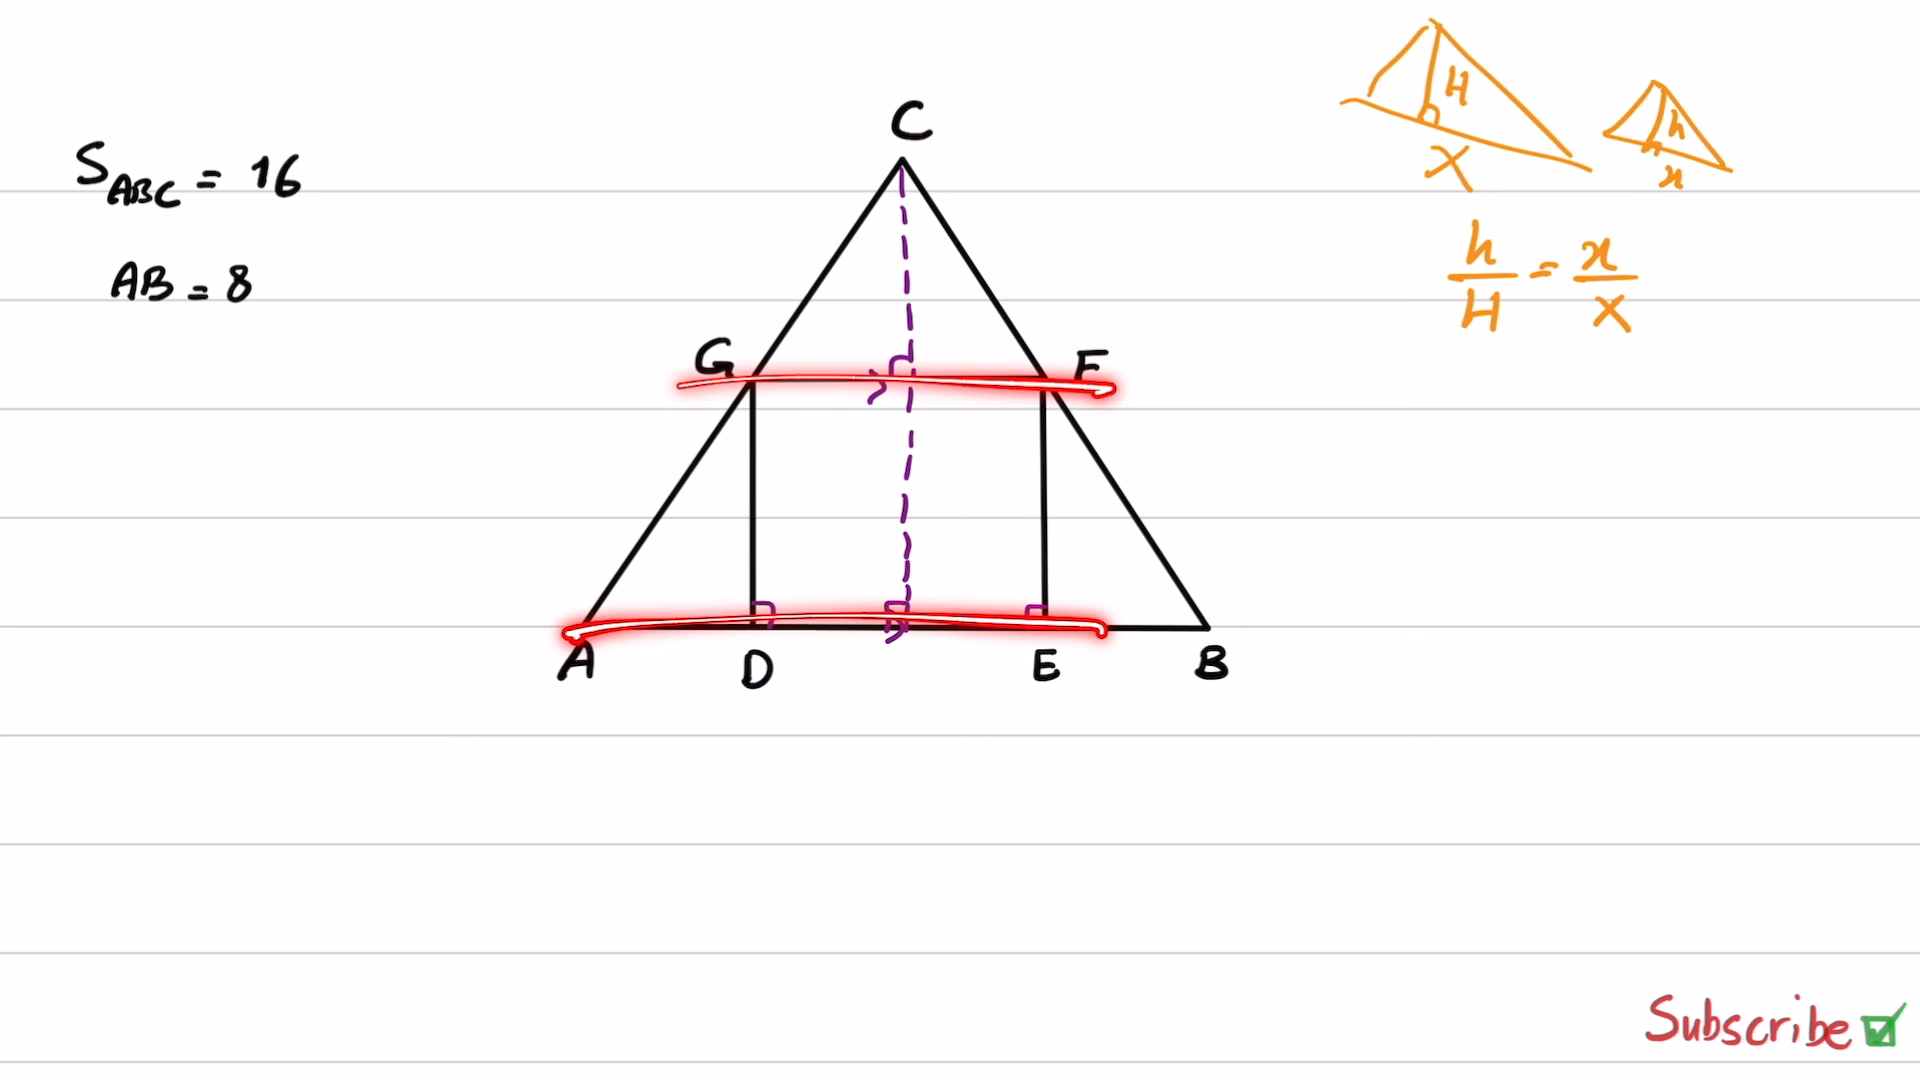 S_ABC = 16
AB = 8
C
G F
A D E B
H h
X x
h/H = x/X
Subscribe